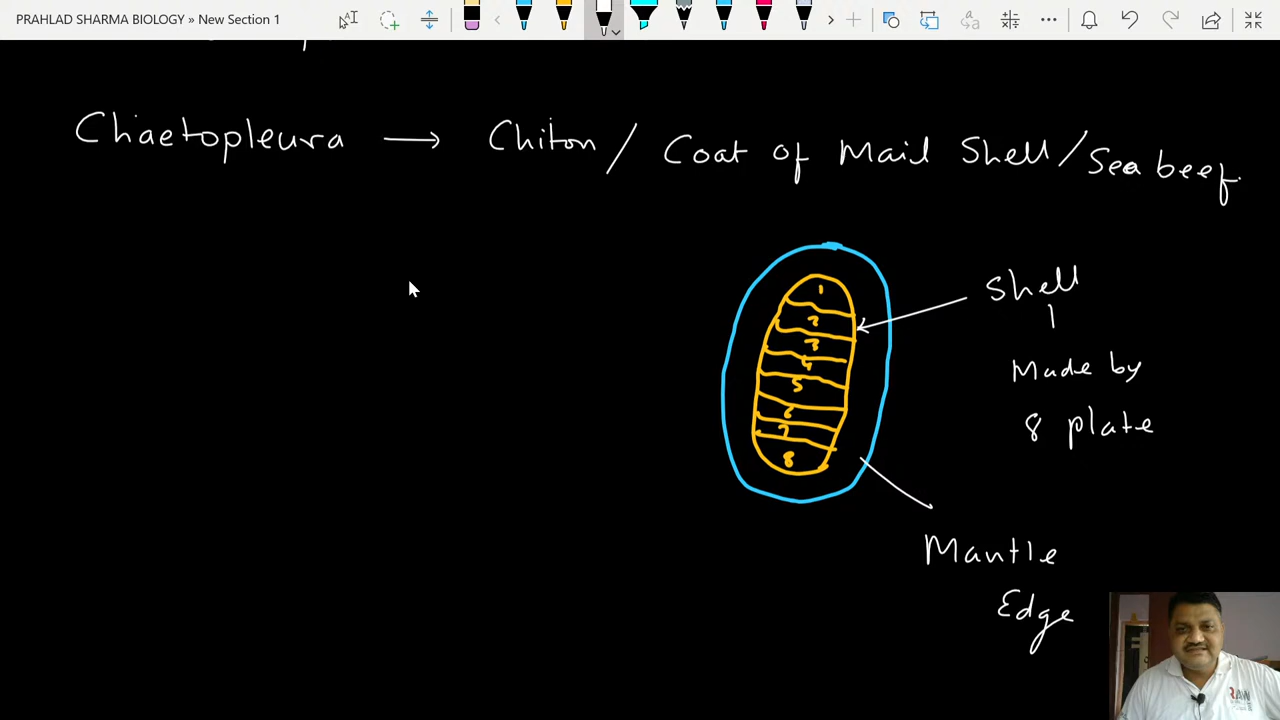 PRAHLAD SHARMA BIOLOGY » New Section 1
Chaetopleura → Chiton / Coat of Mail Shell / Sea beef.
1
2
3
4
5
6
7
8
Shell
Made by
8 plate
Mantle
Edge
RAW